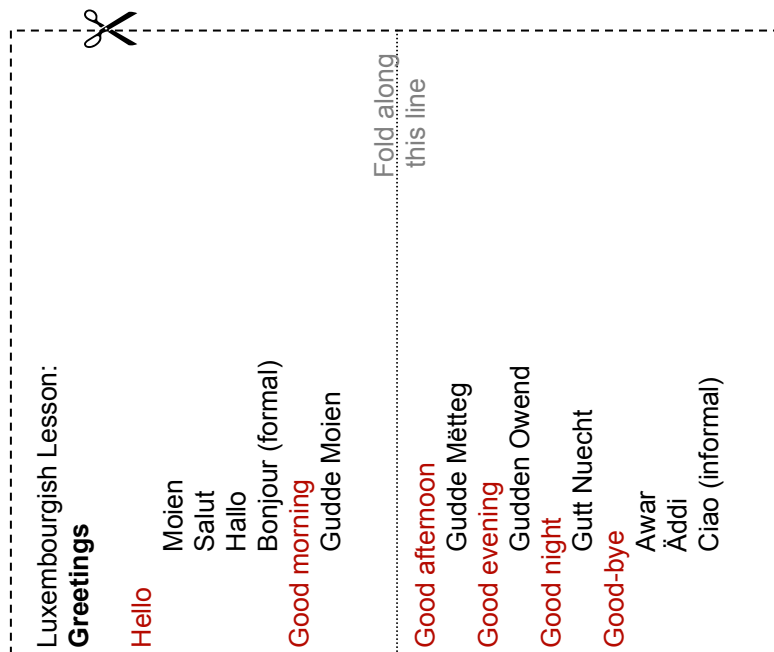 Luxembourgish Lesson:
Greetings
Hello
Moien
Salut
Hallo
Bonjour (formal)
Good morning
Gudde Moien
Fold along
this line
Good afternoon
Gudde Mëtteg
Good evening
Gudden Owend
Good night
Gutt Nuecht
Good-bye
Awar
Äddi
Ciao (informal)